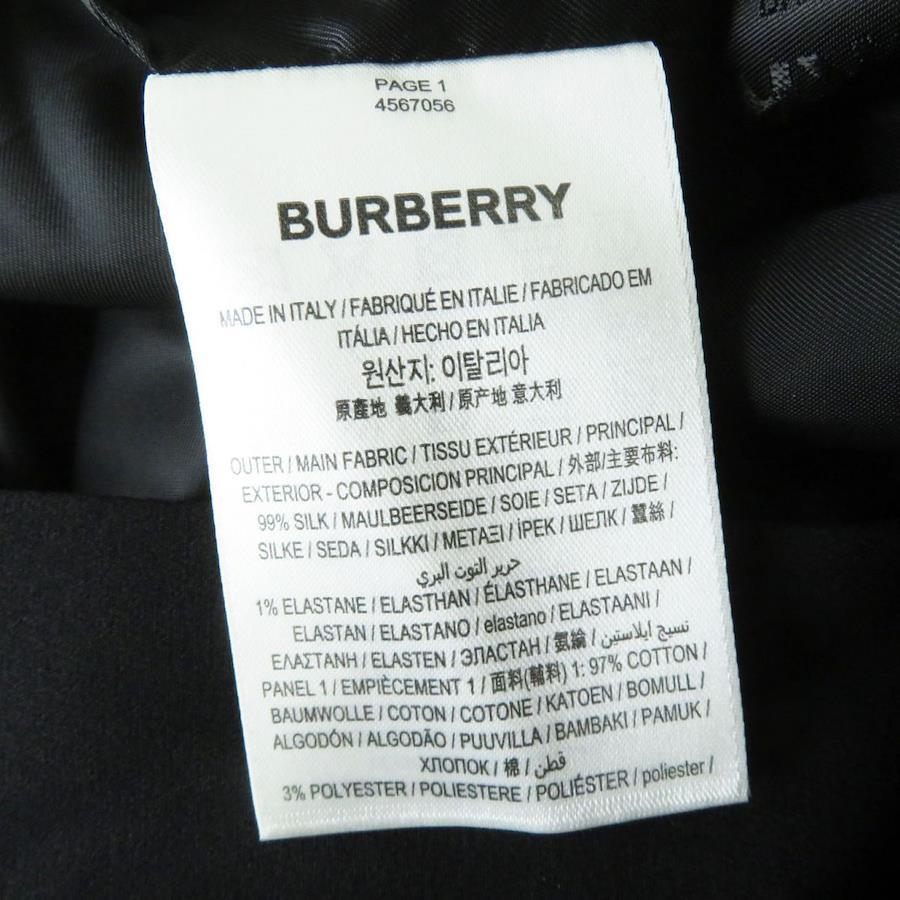 PAGE 1
4567056
BURBERRY
MADE IN ITALY / FABRIQUÉ EN ITALIE / FABRICADO EM
ITÁLIA / HECHO EN ITALIA
원산지: 이탈리아
原產地 義大利 / 原产地 意大利
OUTER / MAIN FABRIC / TISSU EXTÉRIEUR / PRINCIPAL /
EXTERIOR - COMPOSICION PRINCIPAL / 外部/主要布料:
99% SILK / MAULBEERSEIDE / SOIE / SETA / ZIJDE /
SILKE / SEDA / SILKKI / ΜΕΤΑΞΙ / İPEK / ШЕЛК / 蠶絲 /
حرير التوت البري
1% ELASTANE / ELASTHAN / ÉLASTHANE / ELASTAAN /
ELASTAN / ELASTANO / elastano / ELASTAANI /
ΕΛΑΣΤΑΝΗ / ELASTEN / ЭЛАСТАН / 氨綸 / نسيج ايلاستين
PANEL 1 / EMPIÈCEMENT 1 / 面料(輔料) 1: 97% COTTON /
BAUMWOLLE / COTON / COTONE / KATOEN / BOMULL /
ALGODÓN / ALGODÃO / PUUVILLA / BAMBAKI / PAMUK /
ХЛОПОК / 棉 / قطن
3% POLYESTER / POLIESTERE / POLIÉSTER / poliester /